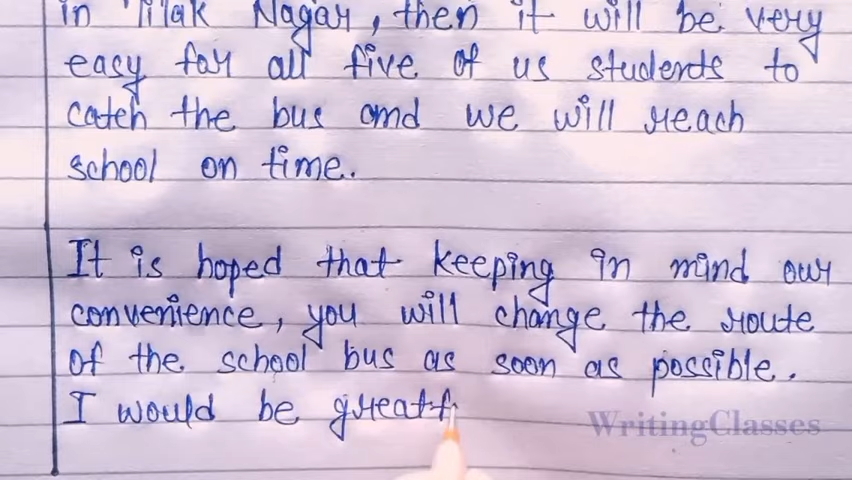 in Tilak Nagar, then it will be very
easy for all five of us students to
catch the bus and we will reach
school on time.
It is hoped that keeping in mind our
convenience, you will change the route
of the school bus as soon as possible.
I would be greatf
WritingClasses